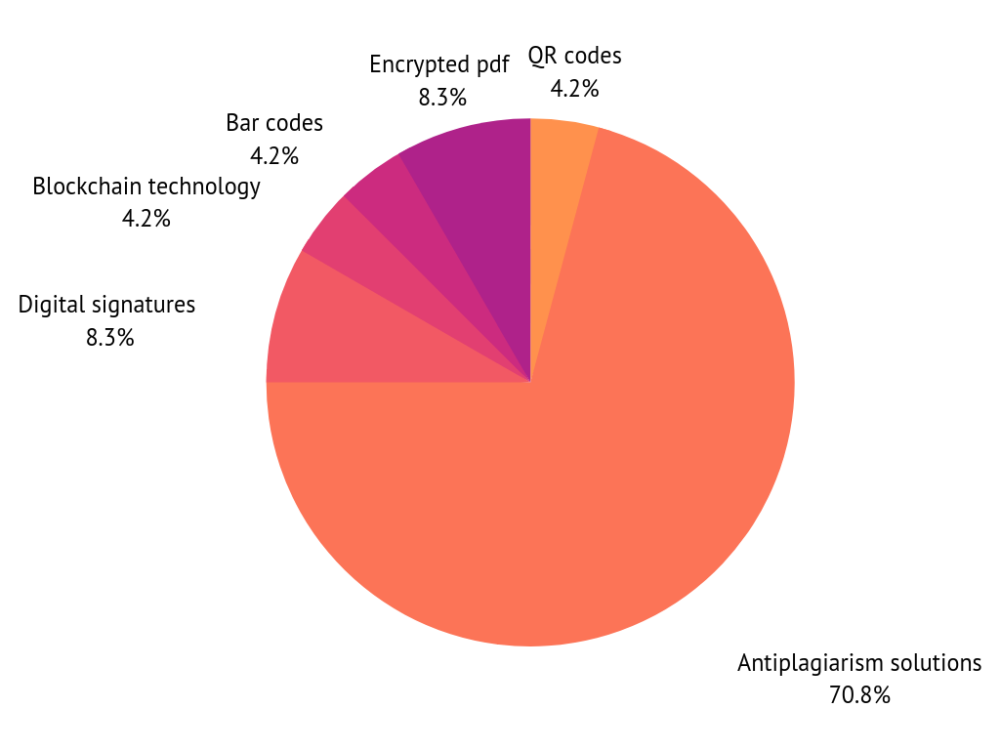 QR codes
4.2%
Encrypted pdf
8.3%
Bar codes
4.2%
Blockchain technology
4.2%
Digital signatures
8.3%
Antiplagiarism solutions
70.8%